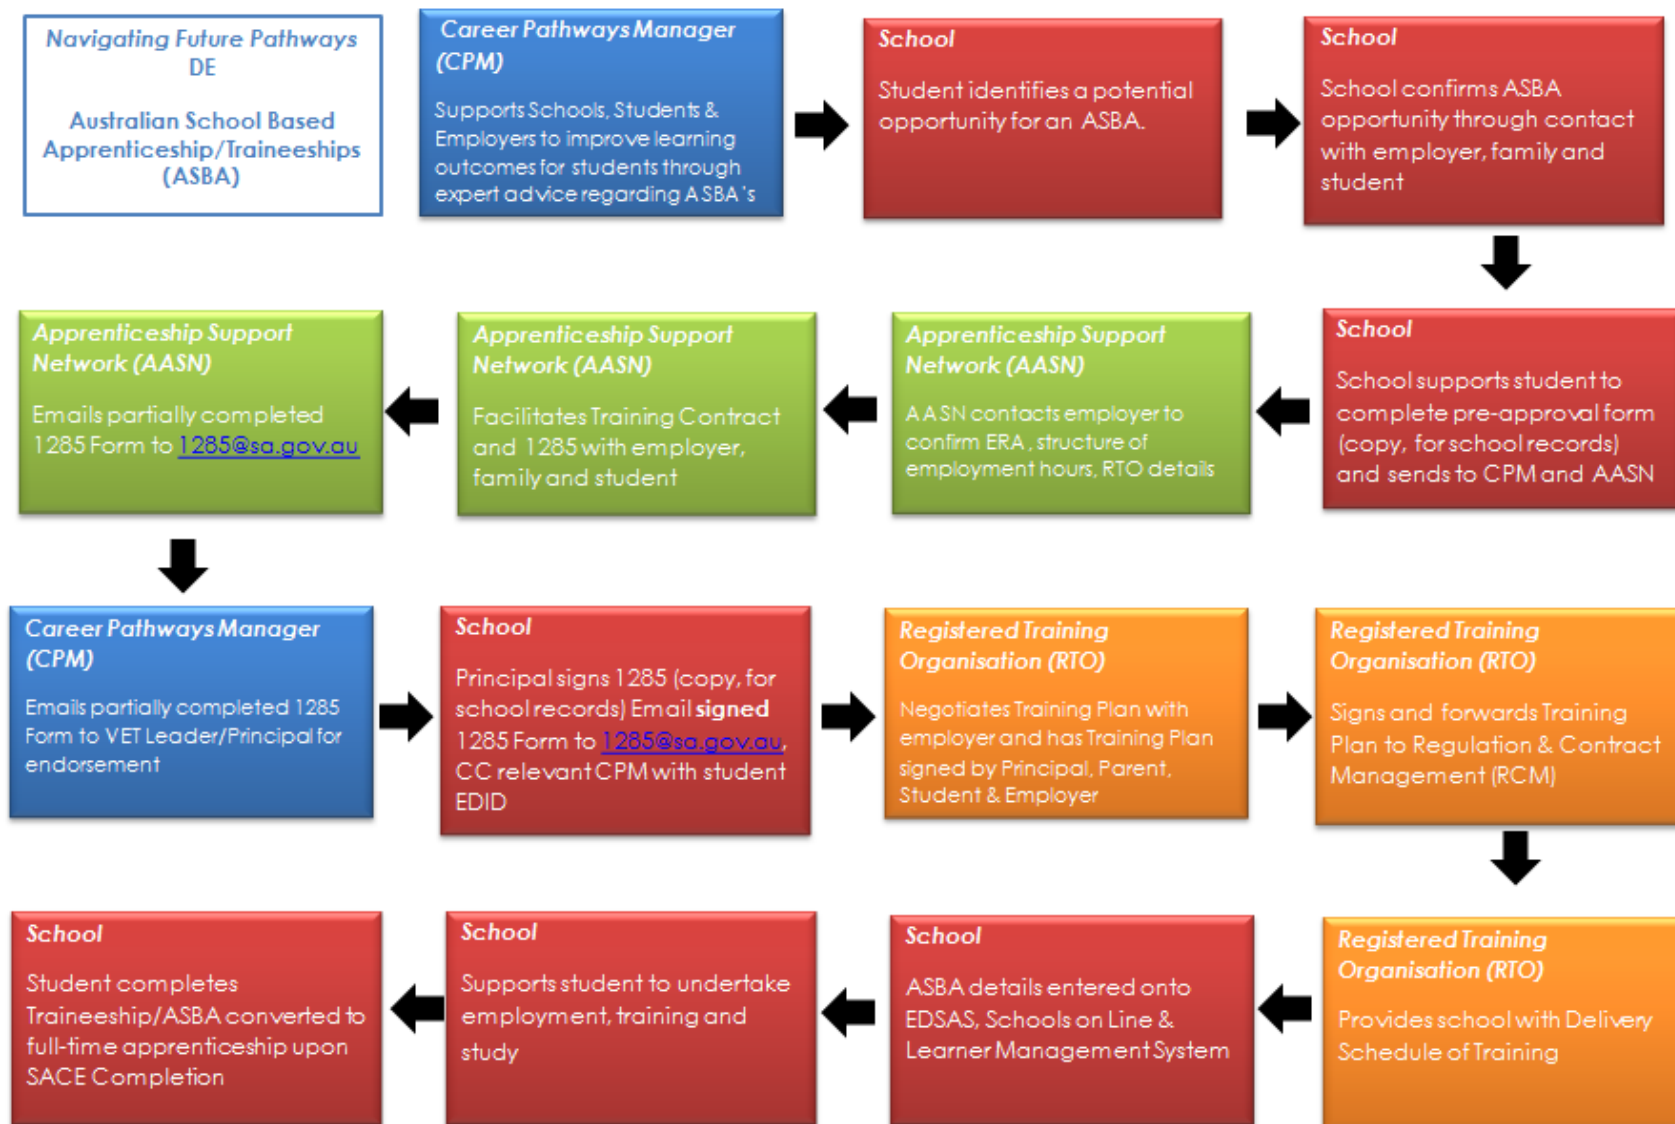 Navigating Future Pathways
DE
Australian School Based
Apprenticeship/Traineeships
(ASBA)
Career Pathways Manager
(CPM)
Supports Schools, Students &
Employers to improve learning
outcomes for students through
expert advice regarding ASBA's
School
Student identifies a potential
opportunity for an ASBA.
School
School confirms ASBA
opportunity through contact
with employer, family and
student
School
School supports student to
complete pre-approval form
(copy, for school records)
and sends to CPM and AASN
Apprenticeship Support
Network (AASN)
AASN contacts employer to
confirm ERA, structure of
employment hours, RTO details
Apprenticeship Support
Network (AASN)
Facilitates Training Contract
and 1285 with employer,
family and student
Apprenticeship Support
Network (AASN)
Emails partially completed
1285 Form to 1285@sa.gov.au
Career Pathways Manager
(CPM)
Emails partially completed 1285
Form to VET Leader/Principal for
endorsement
School
Principal signs 1285 (copy, for
school records) Email signed
1285 Form to 1285@sa.gov.au,
CC relevant CPM with student
EDID
Registered Training
Organisation (RTO)
Negotiates Training Plan with
employer and has Training Plan
signed by Principal, Parent,
Student & Employer
Registered Training
Organisation (RTO)
Signs and forwards Training
Plan to Regulation & Contract
Management (RCM)
Registered Training
Organisation (RTO)
Provides school with Delivery
Schedule of Training
School
ASBA details entered onto
EDSAS, Schools on Line &
Learner Management System
School
Supports student to undertake
employment, training and
study
School
Student completes
Traineeship/ASBA converted to
full-time apprenticeship upon
SACE Completion